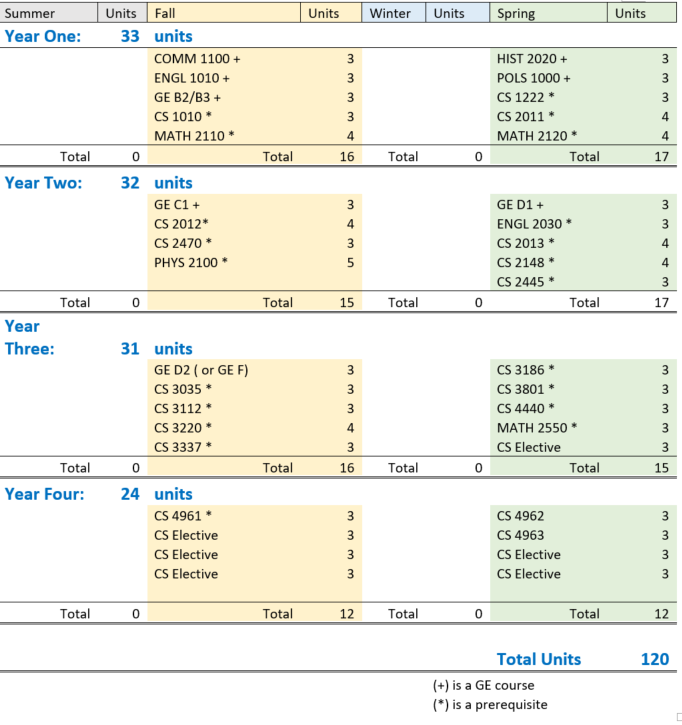 Summer Units Fall Units Winter Units Spring Units
Year One: 33 units
COMM 1100 + 3 HIST 2020 + 3
ENGL 1010 + 3 POLS 1000 + 3
GE B2/B3 + 3 CS 1222 * 3
CS 1010 * 3 CS 2011 * 4
MATH 2110 * 4 MATH 2120 * 4
Total 0 Total 16 Total 0 Total 17
Year Two: 32 units
GE C1 + 3 GE D1 + 3
CS 2012* 4 ENGL 2030 * 3
CS 2470 * 3 CS 2013 * 4
PHYS 2100 * 5 CS 2148 * 4
CS 2445 * 3
Total 0 Total 15 Total 0 Total 17
Year
Three: 31 units
GE D2 ( or GE F) 3 CS 3186 * 3
CS 3035 * 3 CS 3801 * 3
CS 3112 * 3 CS 4440 * 3
CS 3220 * 4 MATH 2550 * 3
CS 3337 * 3 CS Elective 3
Total 0 Total 16 Total 0 Total 15
Year Four: 24 units
CS 4961 * 3 CS 4962 3
CS Elective 3 CS 4963 3
CS Elective 3 CS Elective 3
CS Elective 3 CS Elective 3
Total 0 Total 12 Total 0 Total 12
Total Units 120
(+) is a GE course
(*) is a prerequisite